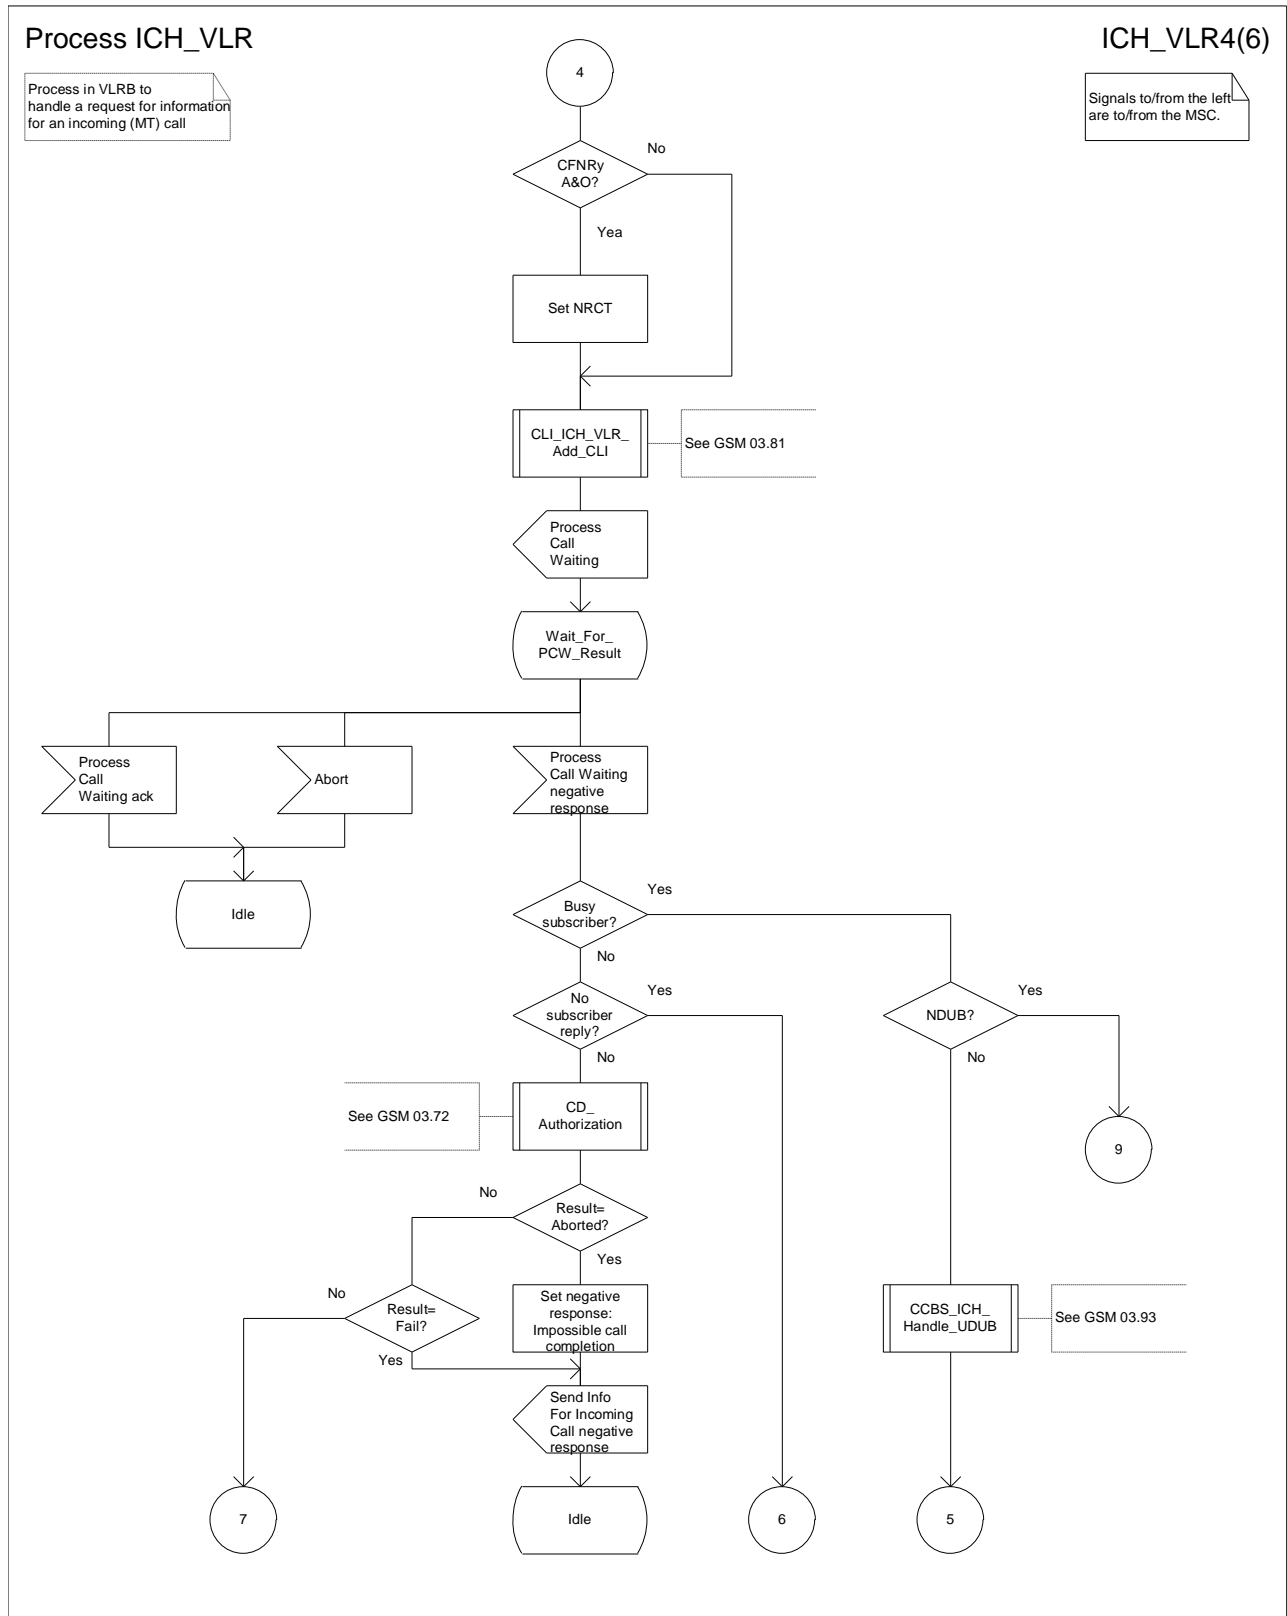 Process ICH_VLR
ICH_VLR4(6)
Process in VLRB to
handle a request for information
for an incoming (MT) call
Signals to/from the left
are to/from the MSC.
4
CFNRy
A&O?
No
Yea
Set NRCT
CLI_ICH_VLR_
Add_CLI
See GSM 03.81
Process
Call
Waiting
Wait_For_
PCW_Result
Process
Call
Waiting ack
Abort
Process
Call Waiting
negative
response
Idle
Busy
subscriber?
Yes
No
No
subscriber
reply?
Yes
No
NDUB?
Yes
No
See GSM 03.72
CD_
Authorization
9
Result=
Aborted?
No
Yes
Result=
Fail?
No
Yes
Set negative
response:
Impossible call
completion
CCBS_ICH_
Handle_UDUB
See GSM 03.93
Send Info
For Incoming
Call negative
response
7
Idle
6
5